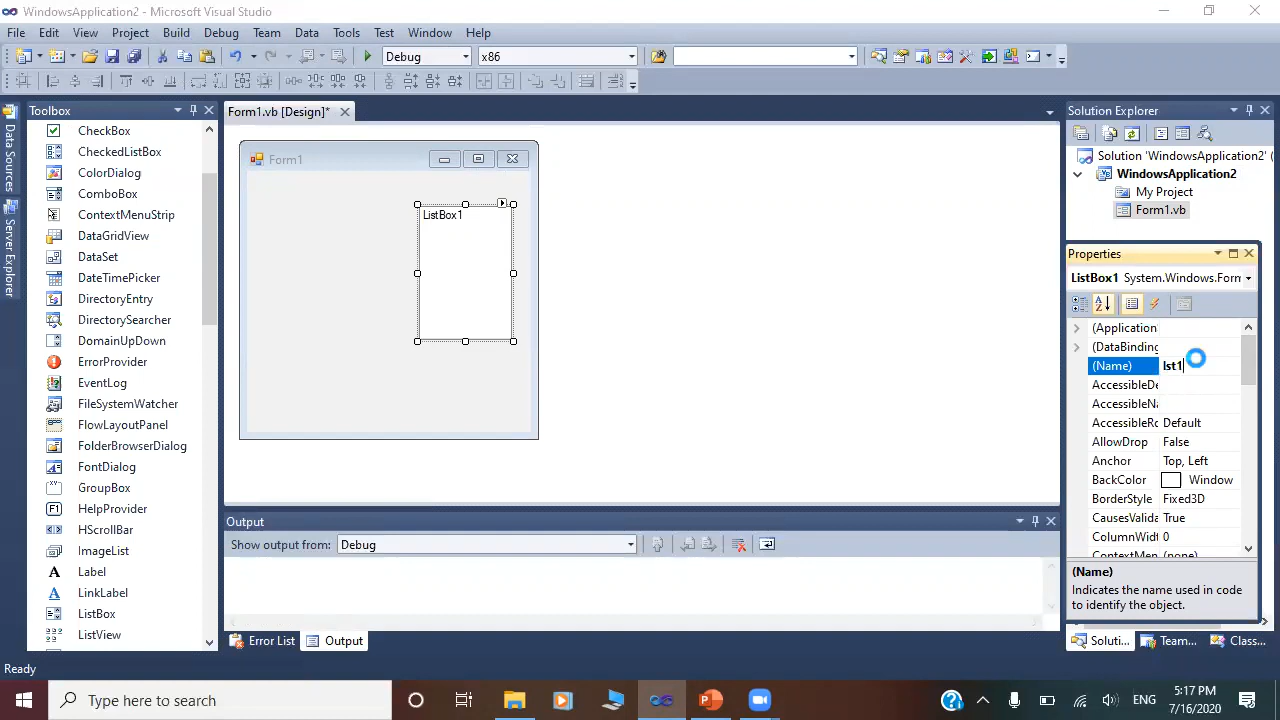 WindowsApplication2 - Microsoft Visual Studio
File Edit View Project Build Debug Team Data Tools Test Window Help
Debug x86
Toolbox
Form1.vb [Design]*
Solution Explorer
Data Sources
Server Explorer
CheckBox
CheckedListBox
ColorDialog
ComboBox
ContextMenuStrip
DataGridView
DataSet
DateTimePicker
DirectoryEntry
DirectorySearcher
DomainUpDown
ErrorProvider
EventLog
FileSystemWatcher
FlowLayoutPanel
FolderBrowserDialog
FontDialog
GroupBox
HelpProvider
HScrollBar
ImageList
Label
LinkLabel
ListBox
ListView
Form1
ListBox1
Solution 'WindowsApplication2' (
WindowsApplication2
My Project
Form1.vb
Properties
ListBox1 System.Windows.Form
(Application
(DataBinding
(Name) lst1
AccessibleDe
AccessibleNa
AccessibleRo Default
AllowDrop False
Anchor Top, Left
BackColor Window
BorderStyle Fixed3D
CausesValida True
ColumnWidt 0
ContextMen (none)
(Name)
Indicates the name used in code
to identify the object.
Output
Show output from: Debug
Error List Output
Soluti... Team... Class...
Ready
Type here to search
ENG
5:17 PM
7/16/2020